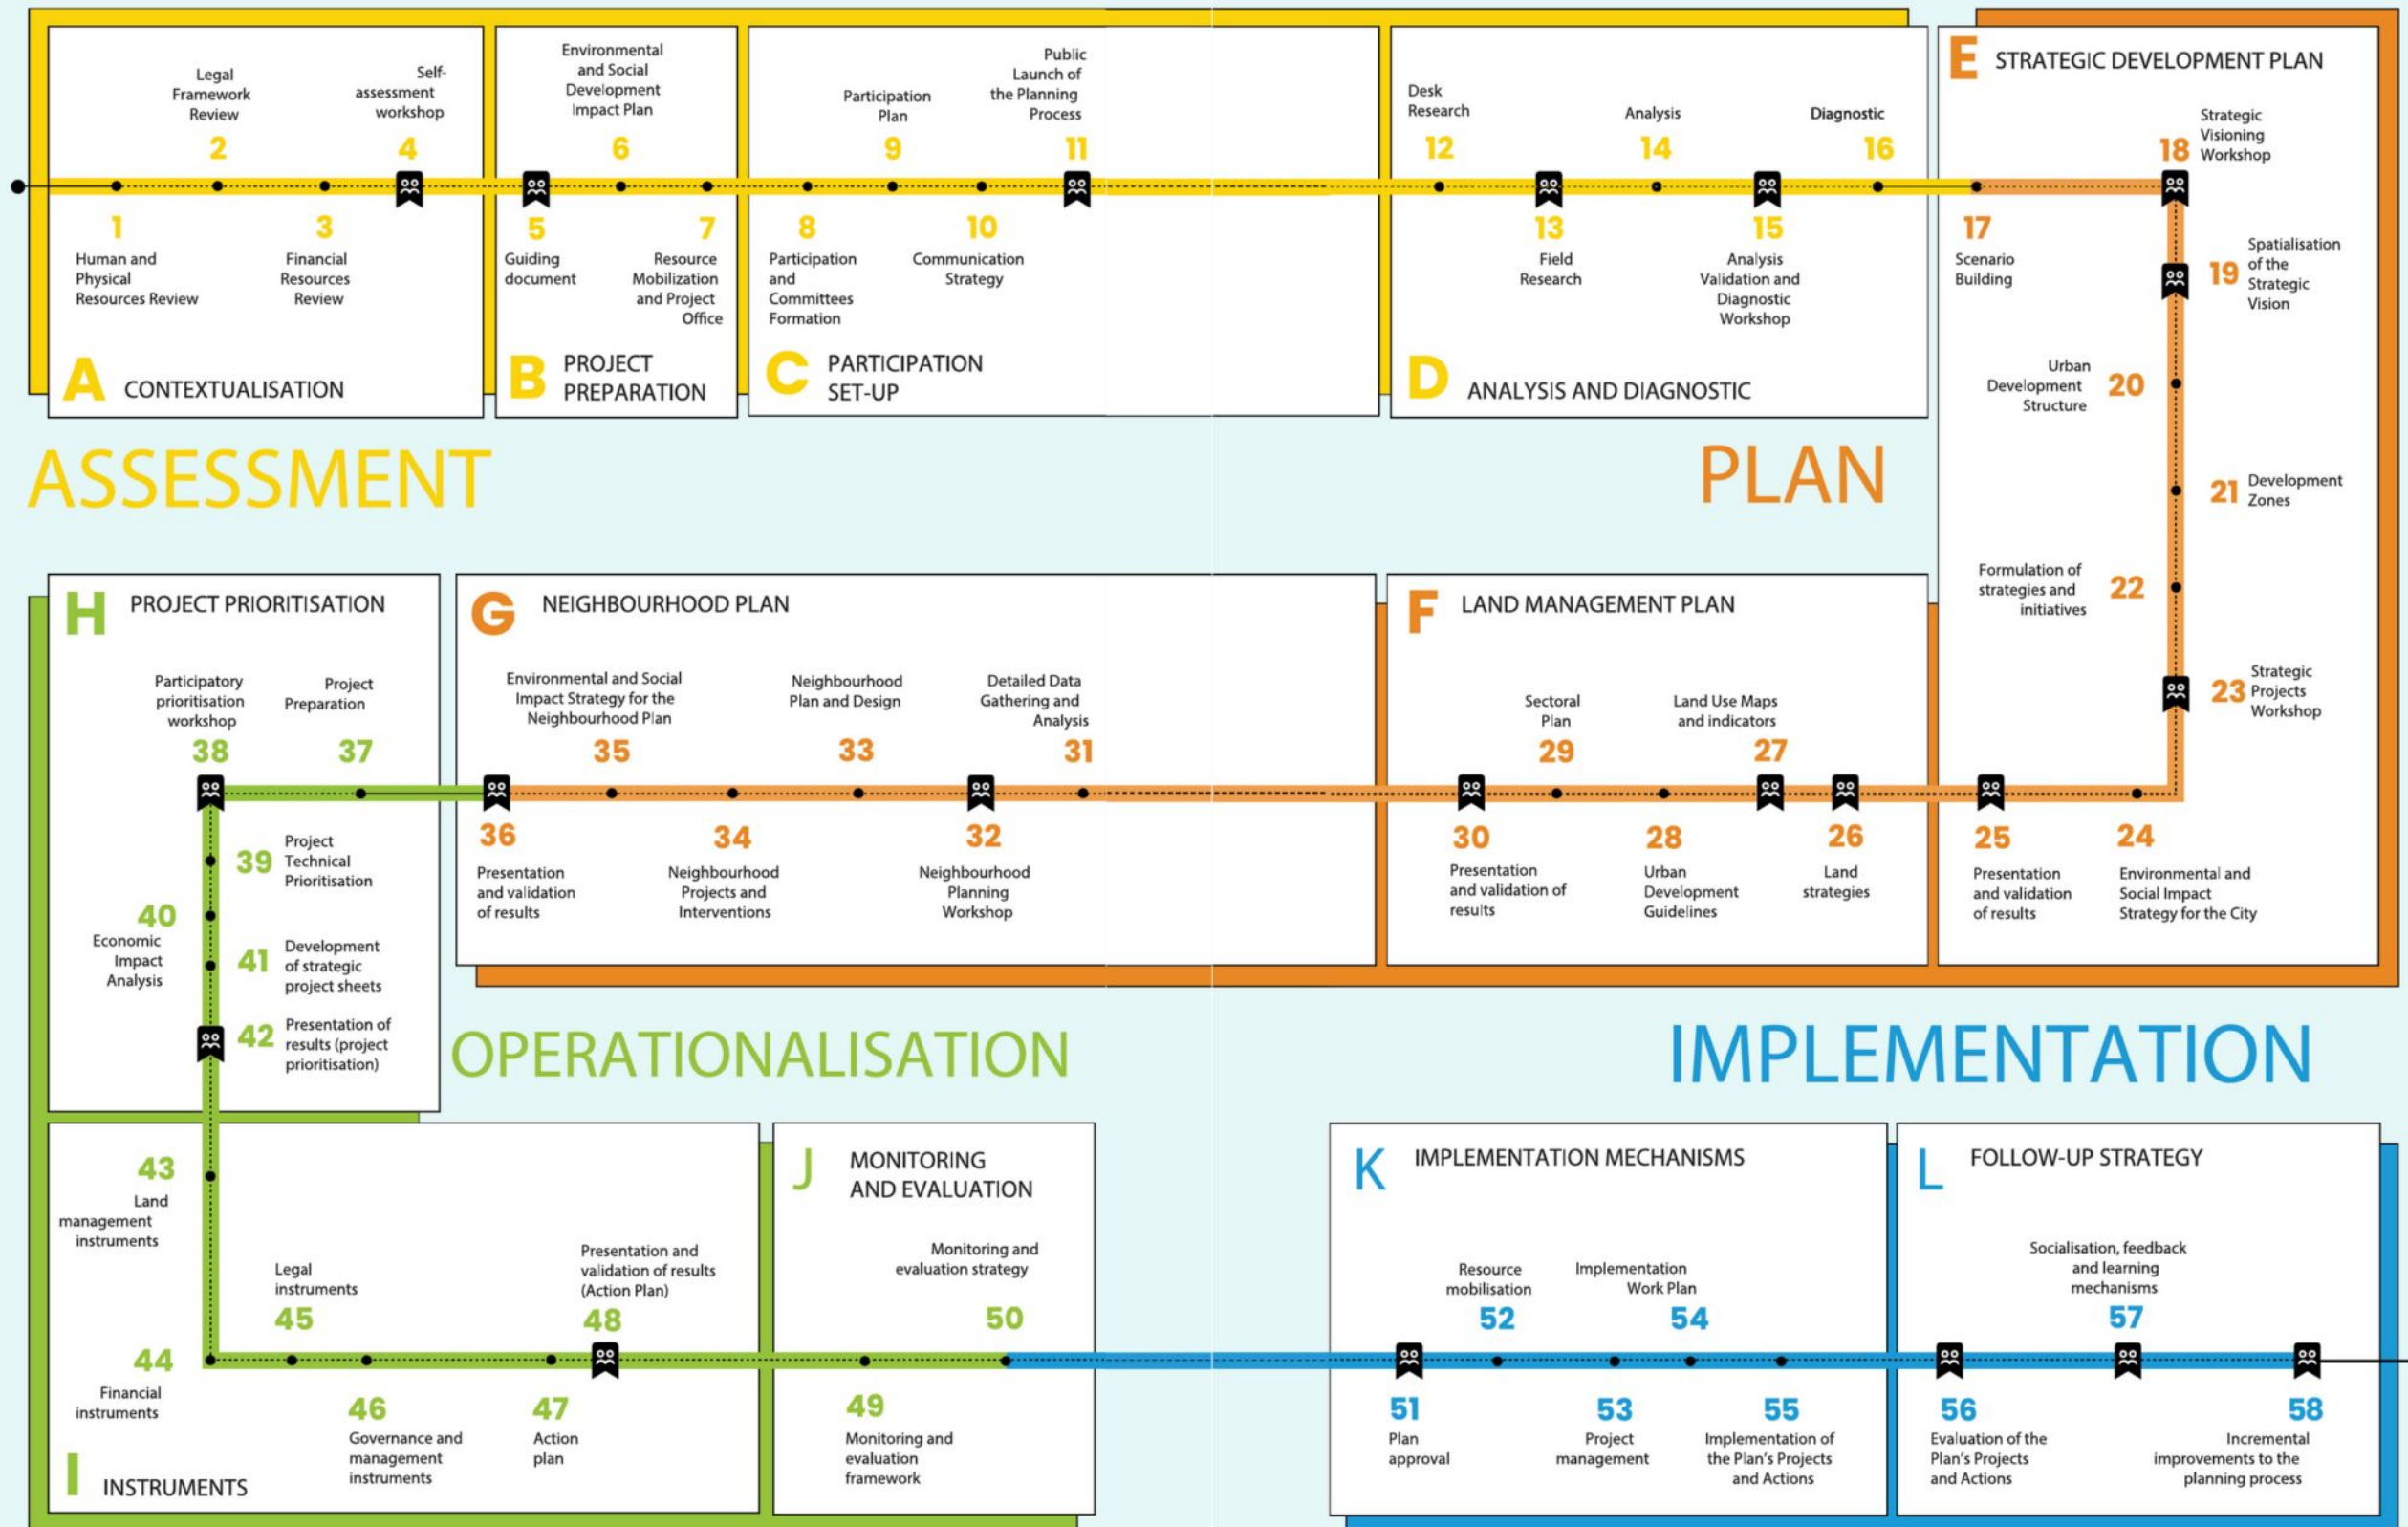 Legal
Framework
Review
2
Self-
assessment
workshop
4
1
Human and
Physical
Resources Review
3
Financial
Resources
Review
A CONTEXTUALISATION
Environmental
and Social
Development
Impact Plan
6
5
Guiding
document
7
Resource
Mobilization
and Project
Office
B PROJECT
PREPARATION
Participation
Plan
9
Public
Launch of
the Planning
Process
11
8
Participation
and
Committees
Formation
10
Communication
Strategy
C PARTICIPATION
SET-UP
Desk
Research
12
Analysis
14
Diagnostic
16
13
Field
Research
15
Analysis
Validation and
Diagnostic
Workshop
D ANALYSIS AND DIAGNOSTIC
ASSESSMENT
PLAN
E STRATEGIC DEVELOPMENT PLAN
17
Scenario
Building
18
Strategic
Visioning
Workshop
19
Spatialisation
of the
Strategic
Vision
Urban
Development
Structure
20
21
Development
Zones
Formulation of
strategies and
initiatives
22
23
Strategic
Projects
Workshop
24
Environmental and
Social Impact
Strategy for the City
25
Presentation
and validation
of results
F LAND MANAGEMENT PLAN
26
Land
strategies
Land Use Maps
and indicators
27
28
Urban
Development
Guidelines
Sectoral
Plan
29
30
Presentation
and validation of
results
G NEIGHBOURHOOD PLAN
Detailed Data
Gathering and
Analysis
31
32
Neighbourhood
Planning
Workshop
Neighbourhood
Plan and Design
33
34
Neighbourhood
Projects and
Interventions
Environmental and Social
Impact Strategy for the
Neighbourhood Plan
35
36
Presentation
and validation
of results
H PROJECT PRIORITISATION
Project
Preparation
37
Participatory
prioritisation
workshop
38
39
Project
Technical
Prioritisation
40
Economic
Impact
Analysis
41
Development
of strategic
project sheets
42
Presentation of
results (project
prioritisation)
OPERATIONALISATION
IMPLEMENTATION
43
Land
management
instruments
44
Financial
instruments
Legal
instruments
45
46
Governance and
management
instruments
47
Action
plan
Presentation and
validation of results
(Action Plan)
48
I INSTRUMENTS
J MONITORING
AND EVALUATION
49
Monitoring and
evaluation
framework
Monitoring and
evaluation strategy
50
K IMPLEMENTATION MECHANISMS
51
Plan
approval
Resource
mobilisation
52
53
Project
management
Implementation
Work Plan
54
55
Implementation of
the Plan's Projects
and Actions
L FOLLOW-UP STRATEGY
56
Evaluation of the
Plan's Projects
and Actions
Socialisation, feedback
and learning
mechanisms
57
58
Incremental
improvements to the
planning process